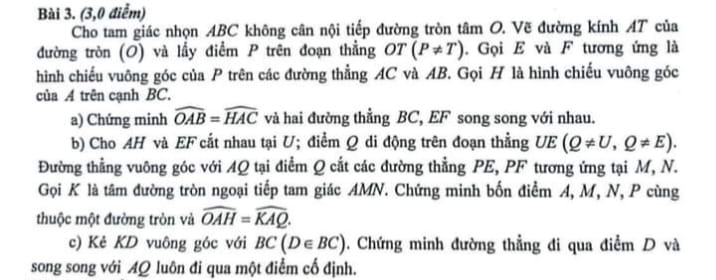 Bài 3. (3,0 điểm)
Cho tam giác nhọn ABC không cân nội tiếp đường tròn tâm O. Vẽ đường kính AT của
đường tròn (O) và lấy điểm P trên đoạn thẳng OT (P ≠ T). Gọi E và F tương ứng là
hình chiếu vuông góc của P trên các đường thẳng AC và AB. Gọi H là hình chiếu vuông góc
của A trên cạnh BC.
a) Chứng minh \widehat{OAB} = \widehat{HAC} và hai đường thẳng BC, EF song song với nhau.
b) Cho AH và EF cắt nhau tại U; điểm Q di động trên đoạn thẳng UE (Q ≠ U, Q ≠ E).
Đường thẳng vuông góc với AQ tại điểm Q cắt các đường thẳng PE, PF tương ứng tại M, N.
Gọi K là tâm đường tròn ngoại tiếp tam giác AMN. Chứng minh bốn điểm A, M, N, P cùng
thuộc một đường tròn và \widehat{OAH} = \widehat{KAQ}.
c) Kẻ KD vuông góc với BC (D ∈ BC). Chứng minh đường thẳng đi qua điểm D và
song song với AQ luôn đi qua một điểm cố định.